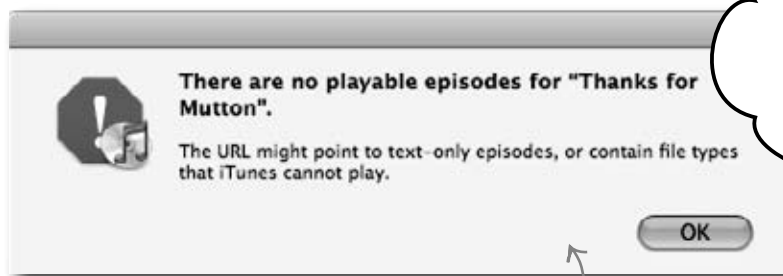 There are no playable episodes for "Thanks for
Mutton".
The URL might point to text-only episodes, or contain file types
that iTunes cannot play.
OK